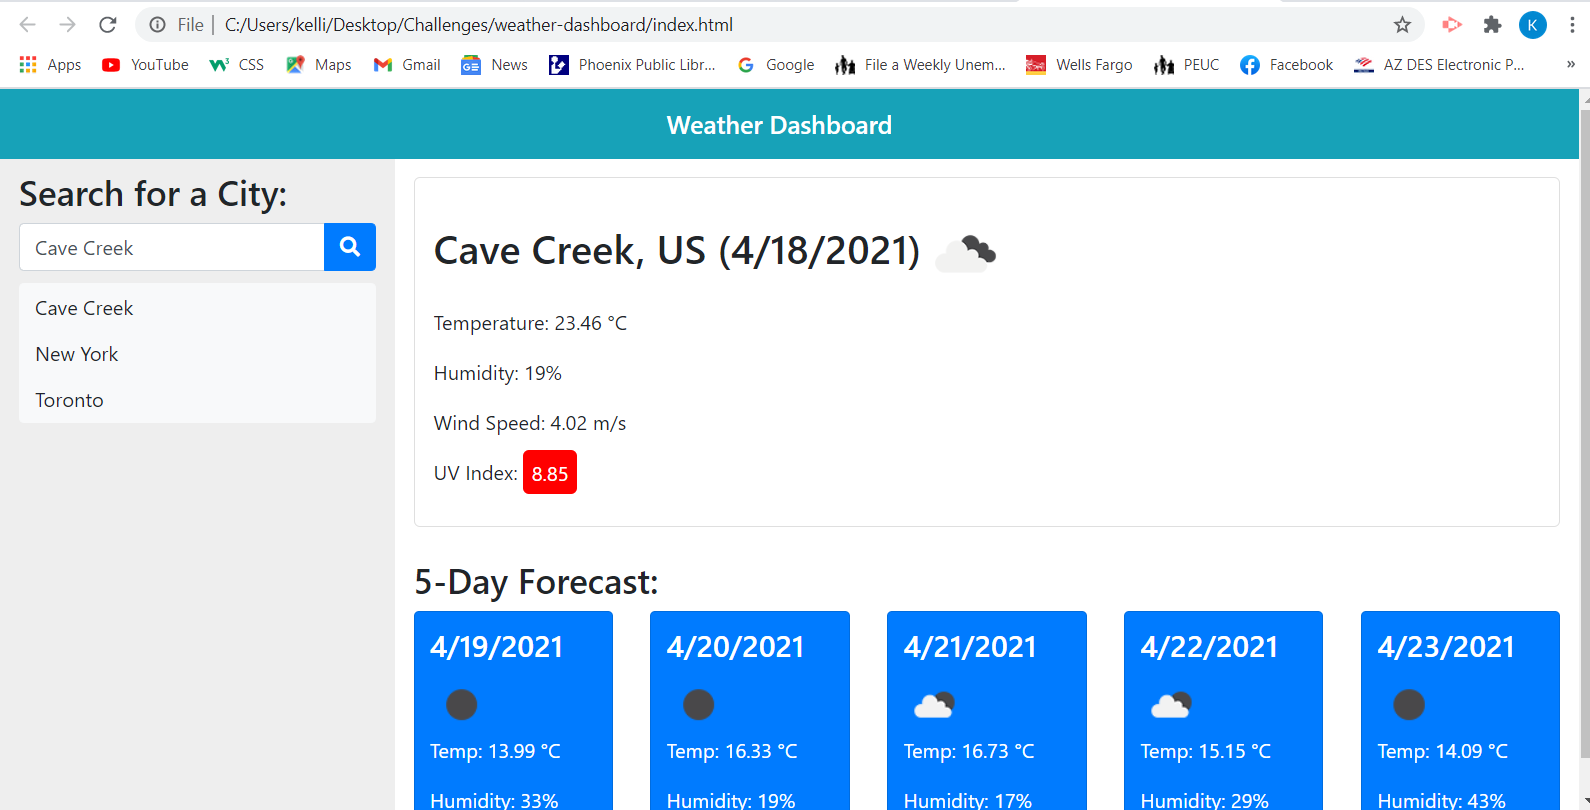 File | C:/Users/kelli/Desktop/Challenges/weather-dashboard/index.html
K
Apps YouTube CSS Maps Gmail News Phoenix Public Libr... Google File a Weekly Unem... Wells Fargo PEUC Facebook AZ DES Electronic P... »
Weather Dashboard
Search for a City:
Cave Creek
Cave Creek
New York
Toronto
Cave Creek, US (4/18/2021)
Temperature: 23.46 °C
Humidity: 19%
Wind Speed: 4.02 m/s
UV Index: 8.85
5-Day Forecast:
4/19/2021
Temp: 13.99 °C
Humidity: 33%
4/20/2021
Temp: 16.33 °C
Humidity: 19%
4/21/2021
Temp: 16.73 °C
Humidity: 17%
4/22/2021
Temp: 15.15 °C
Humidity: 29%
4/23/2021
Temp: 14.09 °C
Humidity: 43%